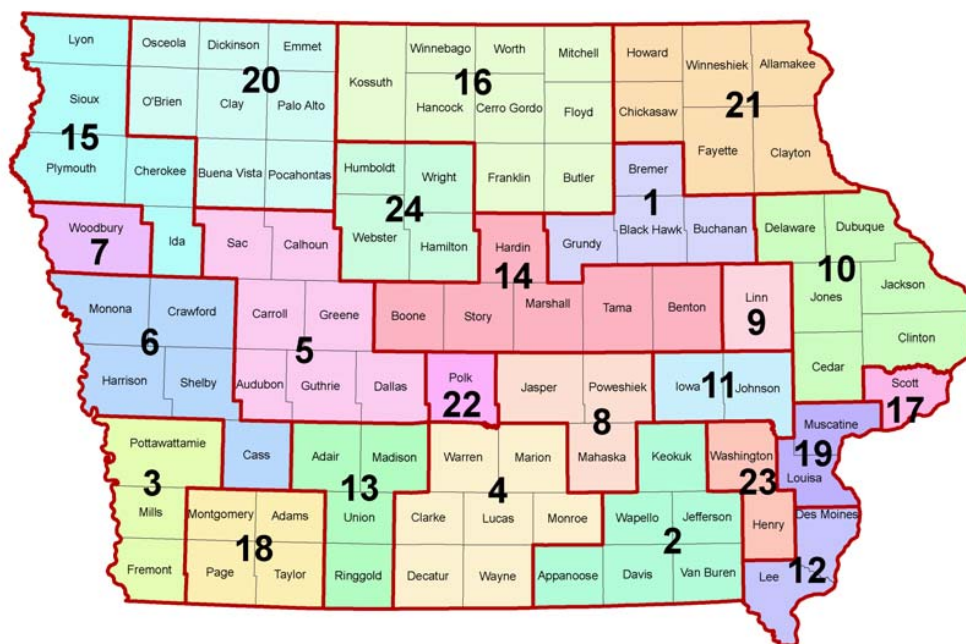 Lyon
Osceola
Dickinson
Emmet
Kossuth
Winnebago
Worth
Mitchell
Howard
Winneshiek
Allamakee
20
16
21
Sioux
O'Brien
Clay
Palo Alto
Hancock
Cerro Gordo
Floyd
Chickasaw
15
Plymouth
Cherokee
Buena Vista
Pocahontas
Humboldt
Wright
Franklin
Butler
Bremer
Fayette
Clayton
24
1
Woodbury
7
Ida
Sac
Calhoun
Webster
Hamilton
Hardin
Grundy
Black Hawk
Buchanan
Delaware
Dubuque
14
10
Monona
Crawford
Carroll
Greene
Boone
Story
Marshall
Tama
Benton
Linn
9
Jones
Jackson
6
5
Harrison
Shelby
Audubon
Guthrie
Dallas
Polk
22
Jasper
Poweshiek
Iowa
11
Johnson
Cedar
Clinton
Scott
17
8
Pottawattamie
Cass
Adair
Madison
Warren
Marion
Mahaska
Keokuk
Washington
Muscatine
19
Louisa
3
13
4
23
Mills
Montgomery
Adams
Union
Clarke
Lucas
Monroe
Wapello
Jefferson
Henry
Des Moines
18
2
Fremont
Page
Taylor
Ringgold
Decatur
Wayne
Appanoose
Davis
Van Buren
Lee
12